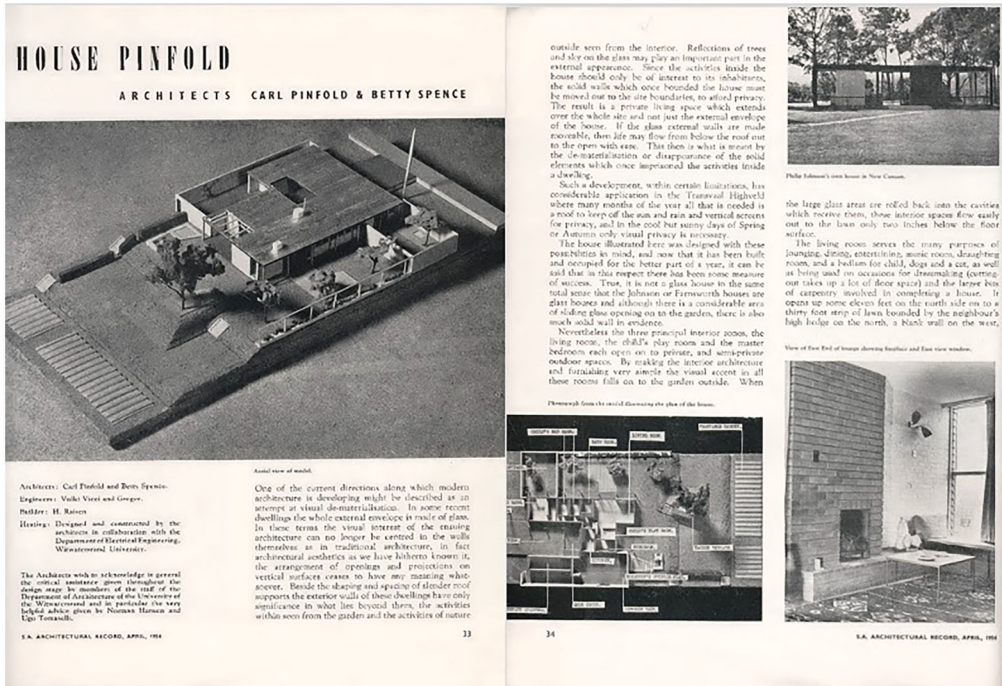 HOUSE PINFOLD
ARCHITECTS CARL PINFOLD & BETTY SPENCE
Aerial view of model.
Architects: Carl Pinfold and Betty Spence.
Engineers:
Builder: H. Raisen
Heating: Designed and constructed by the
architects in collaboration with the
Department of Electrical Engineering,
Witwatersrand University.
The Architects wish to acknowledge in general
the critical assistance given throughout the
design stage by members of the staff of the
Department of Architecture of the University of
the Witwatersrand and in particular the very
helpful advice given by Norman Hanson and
Ugo Tomaselli.
One of the current directions along which modern
architecture is developing might be described as an
attempt at visual de-materialisation. In some recent
dwellings the whole external envelope is made of glass.
In these terms the visual interest of the ensuing
architecture can no longer be centred in the walls
themselves as in traditional architecture, in fact
architectural aesthetics as we have hitherto known it,
the arrangement of openings and projections on
vertical surfaces ceases to have any meaning what-
soever. Beside the shaping and spacing of slender roof
supports the exterior walls of these dwellings have only
significance in what lies beyond them, the activities
within seen from the garden and the activities of nature
S.A. ARCHITECTURAL RECORD, APRIL, 1954
33
outside seen from the interior. Reflections of trees
and sky on the glass may play an important part in the
external appearance. Since the activities inside the
house should only be of interest to its inhabitants,
the solid walls which once bounded the house must
be moved out to the site boundaries, to afford privacy.
The result is a private living space which extends
over the whole site and not just the external envelope
of the house. If the glass external walls are made
moveable, then life may flow from below the roof out
to the open with ease. This then is what is meant by
the de-materialisation or disappearance of the solid
elements which once imprisoned the activities inside
a dwelling.
Such a development, within certain limitations, has
considerable application in the Transvaal Highveld
where many months of the year all that is needed is
a roof to keep off the sun and rain and vertical screens
for privacy, and in the cool but sunny days of Spring
or Autumn only visual privacy is necessary.
The house illustrated here was designed with these
possibilities in mind, and now that it has been built
and occupied for the better part of a year, it can be
said that in this respect there has been some measure
of success. True, it is not a glass house in the same
total sense that the Johnson or Farnsworth houses are
glass houses and although there is a considerable area
of sliding glass opening on to the garden, there is also
much solid wall in evidence.
Nevertheless the three principal interior zones, the
living room, the child's play room and the master
bedroom each open on to private, and semi-private
outdoor spaces. By making the interior architecture
and furnishing very simple the visual accent in all
these rooms falls on to the garden outside. When
Photograph from the model illustrating the plan of the house.
LIVING ROOM
34
Philip Johnson's own house in New Canaan.
the large glass areas are rolled back into the cavities
which receive them, these interior spaces flow easily
out to the lawn only two inches below the floor
surface.
The living room serves the many purposes of
lounging, dining, entertaining, music room, draughting
room, and a bedlam for child, dogs and a cat, as well
as being used on occasions for dressmaking (cutting-
out takes up a lot of floor space) and the larger bits
of carpentry involved in completing a house. It
opens up some eleven feet on the north side on to a
thirty foot strip of lawn bounded by the neighbour's
high hedge on the north, a blank wall on the west,
View of East End of lounge showing fireplace and East view window.
S.A. ARCHITECTURAL RECORD, APRIL, 1954